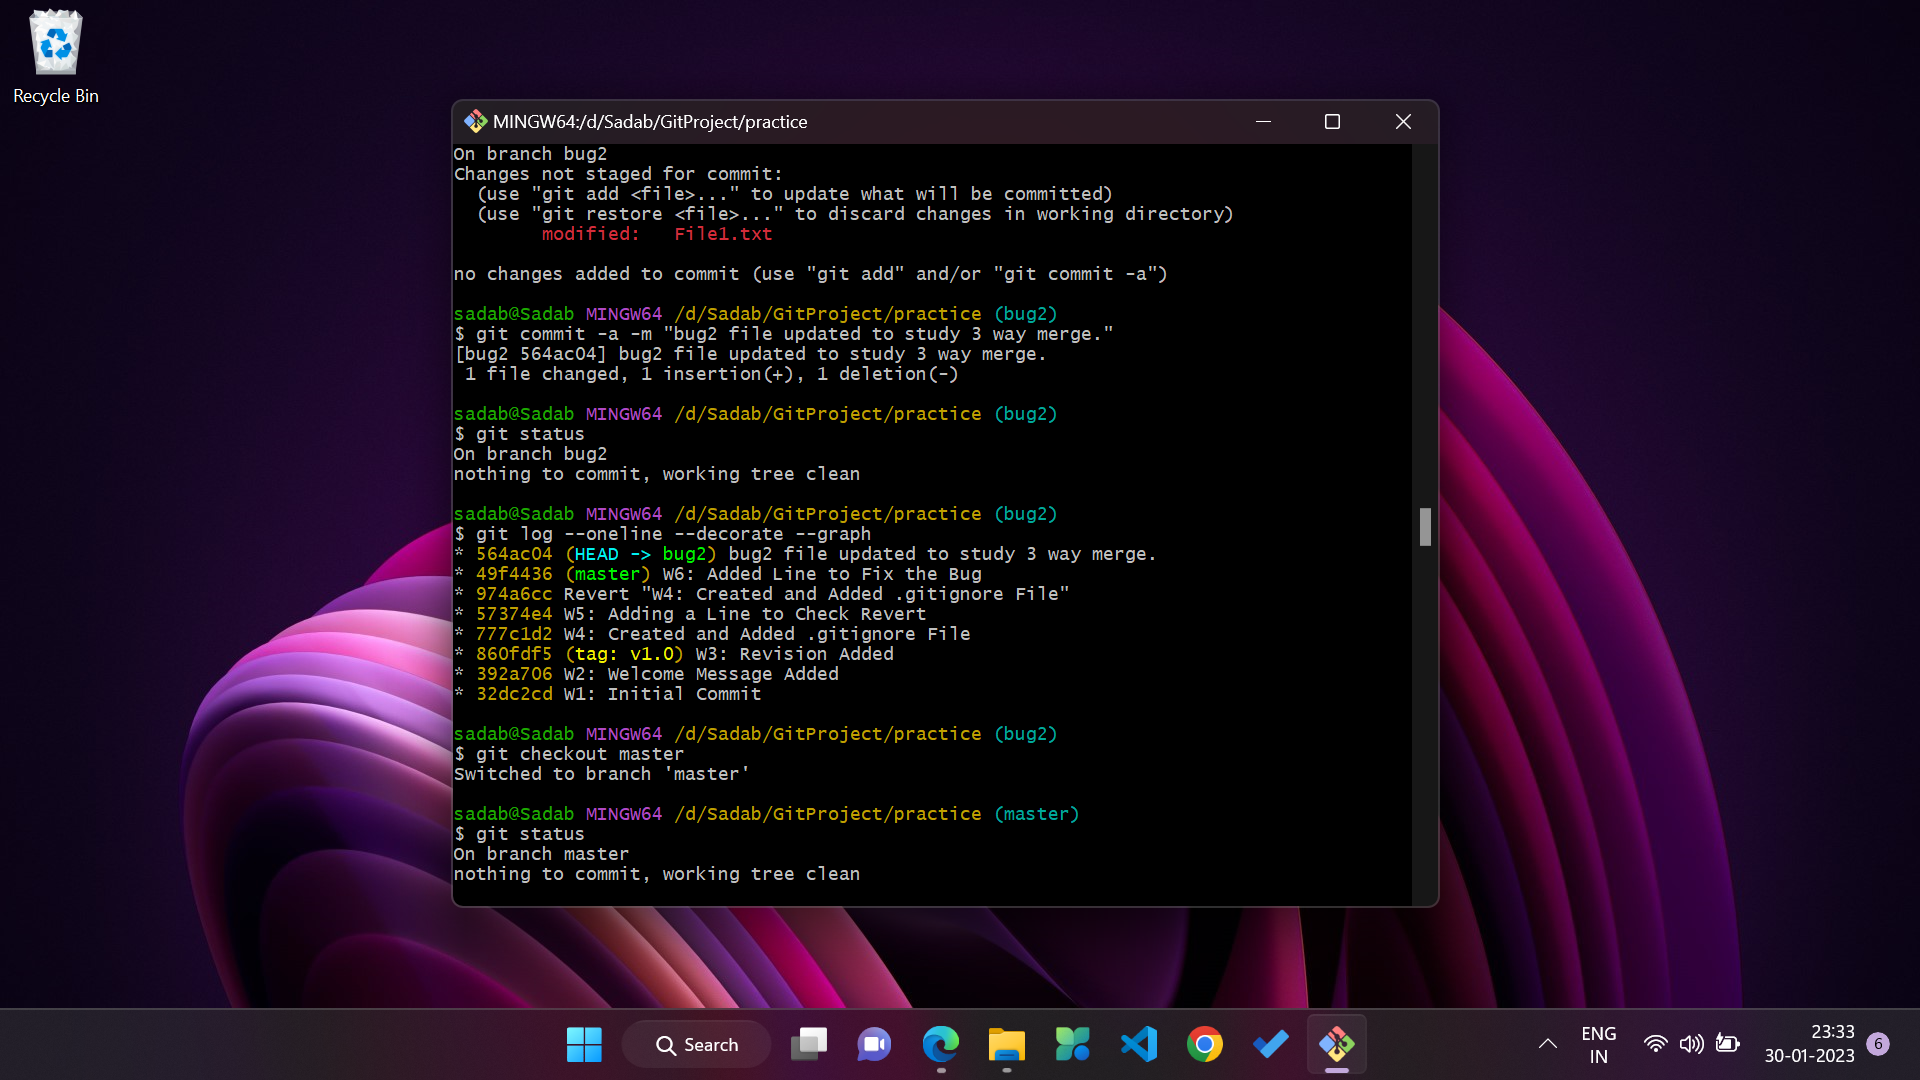 Recycle Bin
MINGW64:/d/Sadab/GitProject/practice
On branch bug2
Changes not staged for commit:
  (use "git add <file>..." to update what will be committed)
  (use "git restore <file>..." to discard changes in working directory)
        modified:   File1.txt
no changes added to commit (use "git add" and/or "git commit -a")
sadab@Sadab MINGW64 /d/Sadab/GitProject/practice (bug2)
$ git commit -a -m "bug2 file updated to study 3 way merge."
[bug2 564ac04] bug2 file updated to study 3 way merge.
 1 file changed, 1 insertion(+), 1 deletion(-)
sadab@Sadab MINGW64 /d/Sadab/GitProject/practice (bug2)
$ git status
On branch bug2
nothing to commit, working tree clean
sadab@Sadab MINGW64 /d/Sadab/GitProject/practice (bug2)
$ git log --oneline --decorate --graph
* 564ac04 (HEAD -> bug2) bug2 file updated to study 3 way merge.
* 49f4436 (master) W6: Added Line to Fix the Bug
* 974a6cc Revert "W4: Created and Added .gitignore File"
* 57374e4 W5: Adding a Line to Check Revert
* 777c1d2 W4: Created and Added .gitignore File
* 860fdf5 (tag: v1.0) W3: Revision Added
* 392a706 W2: Welcome Message Added
* 32dc2cd W1: Initial Commit
sadab@Sadab MINGW64 /d/Sadab/GitProject/practice (bug2)
$ git checkout master
Switched to branch 'master'
sadab@Sadab MINGW64 /d/Sadab/GitProject/practice (master)
$ git status
On branch master
nothing to commit, working tree clean
Search
ENG
IN
23:33
30-01-2023
6